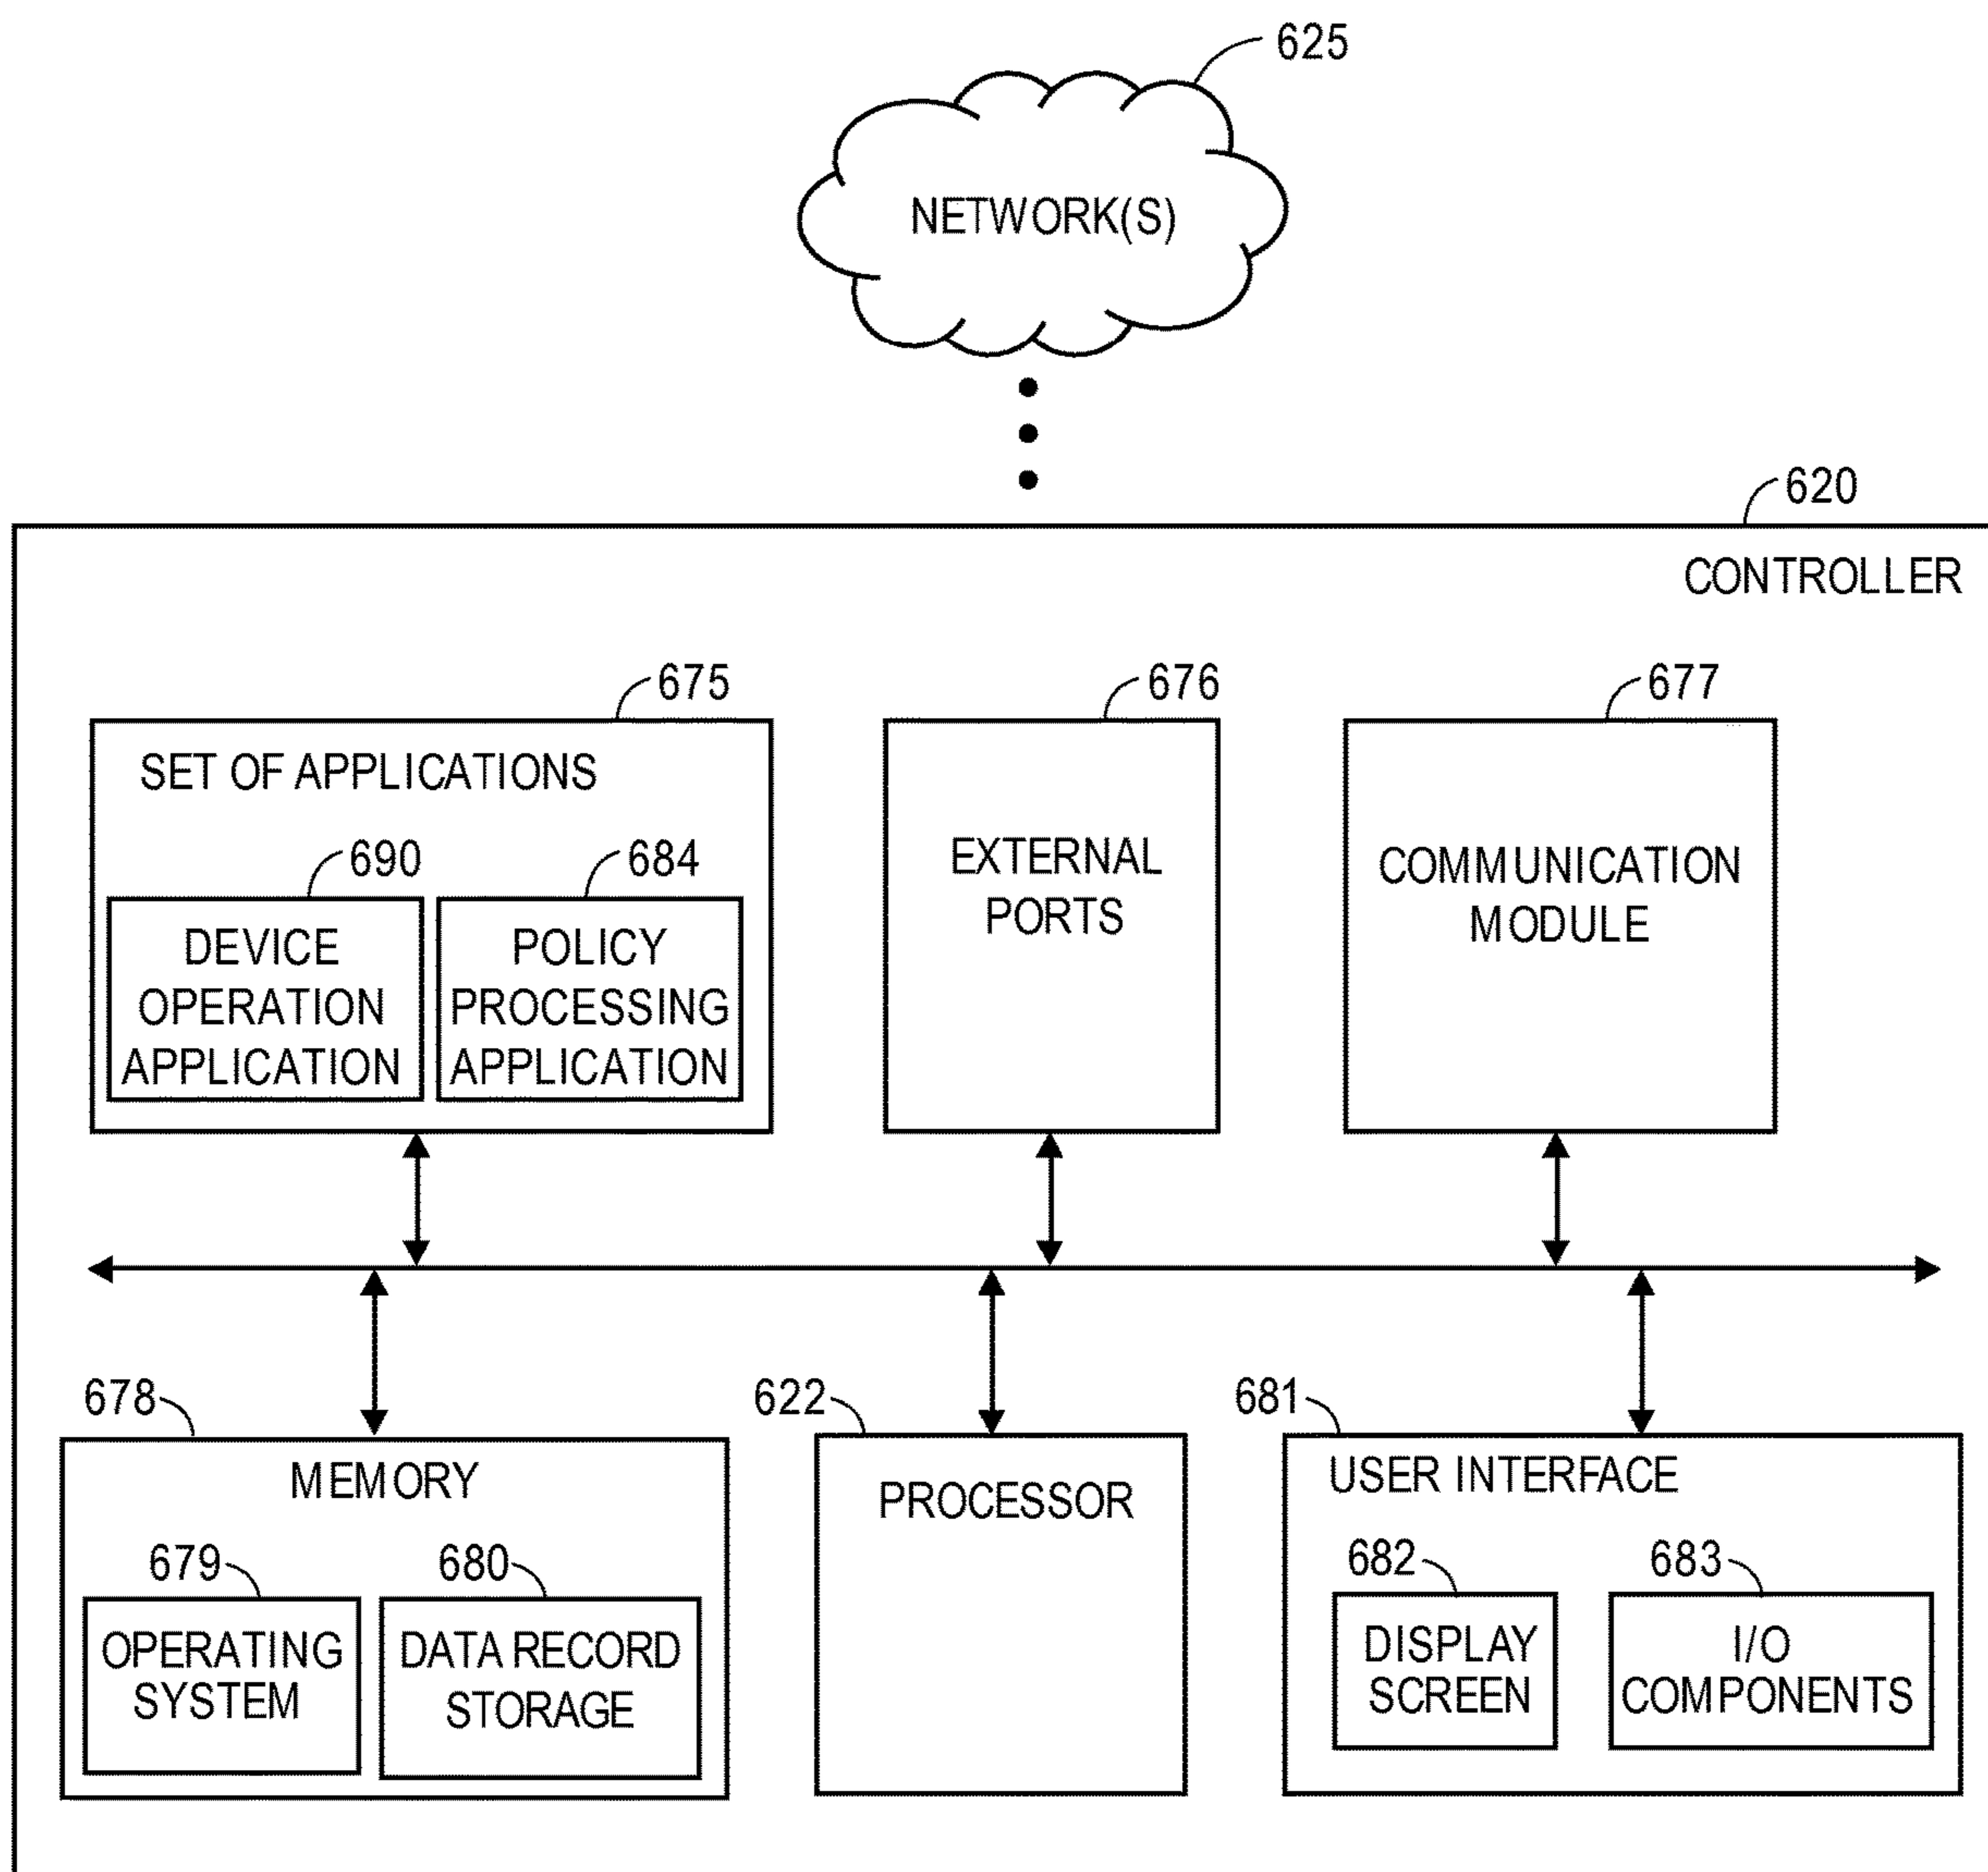 625
NETWORK(S)
620
CONTROLLER
675
SET OF APPLICATIONS
690
DEVICE
OPERATION
APPLICATION
684
POLICY
PROCESSING
APPLICATION
676
EXTERNAL
PORTS
677
COMMUNICATION
MODULE
678
MEMORY
679
OPERATING
SYSTEM
680
DATA RECORD
STORAGE
622
PROCESSOR
681
USER INTERFACE
682
DISPLAY
SCREEN
683
I/O
COMPONENTS